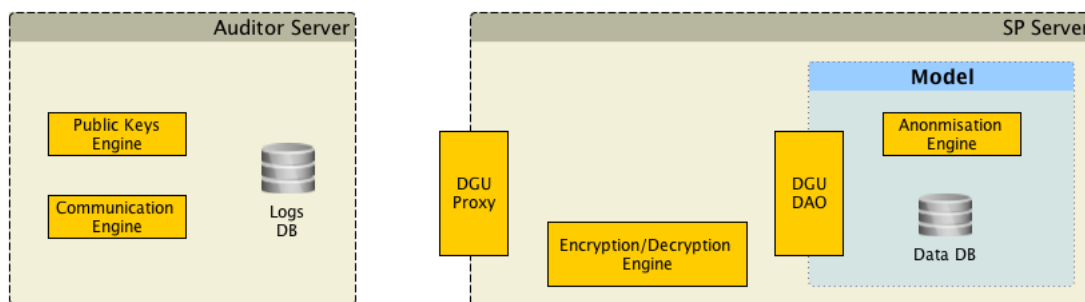 Auditor Server
Public Keys
Engine
Communication
Engine
Logs
DB
SP Server
DGU
Proxy
Encryption/Decryption
Engine
DGU
DAO
Model
Anonmisation
Engine
Data DB